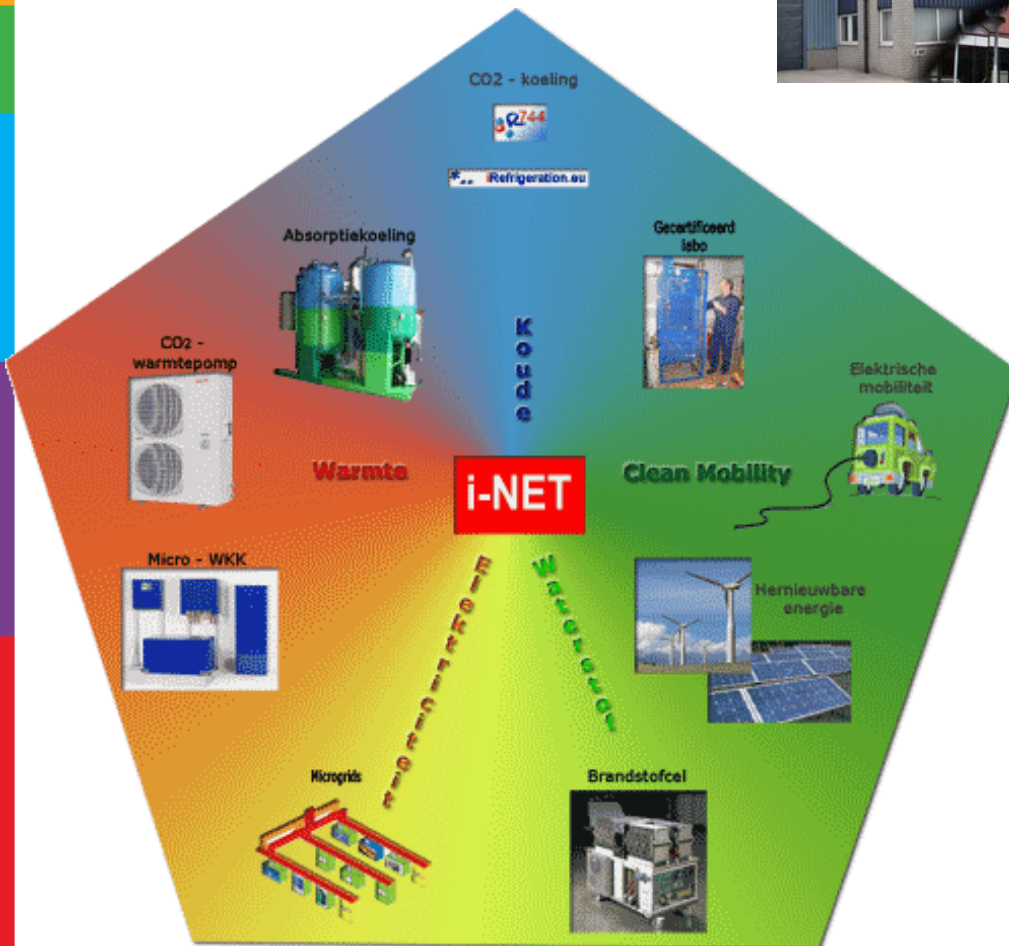 CO2 - koeling
R744
iRefrigeration.eu
Absorptiekoeling
Gecertificeerd
labo
Koude
CO2 -
warmtepomp
Elektrische
mobiliteit
Warmte
i-NET
Clean Mobility
Micro - WKK
Elektriciteit
Waterstof
Hernieuwbare
energie
Microgrids
Brandstofcel